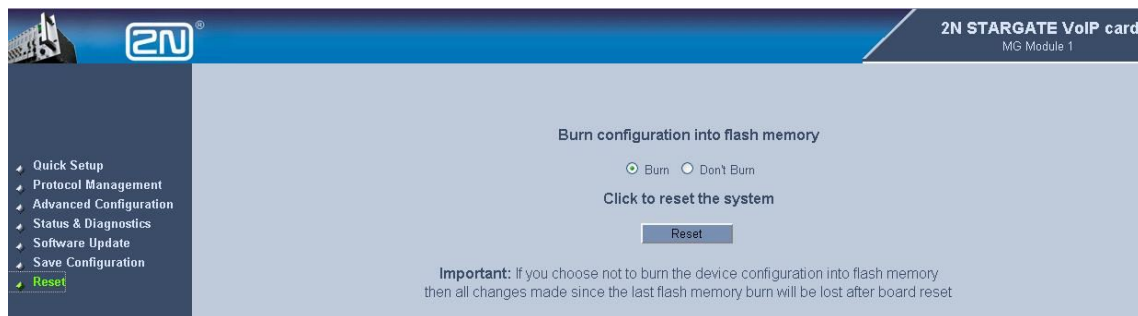 2N®
2N STARGATE VoIP card
MG Module 1
Quick Setup
Protocol Management
Advanced Configuration
Status & Diagnostics
Software Update
Save Configuration
Reset
Burn configuration into flash memory
Burn Don't Burn
Click to reset the system
Reset
Important: If you choose not to burn the device configuration into flash memory
then all changes made since the last flash memory burn will be lost after board reset